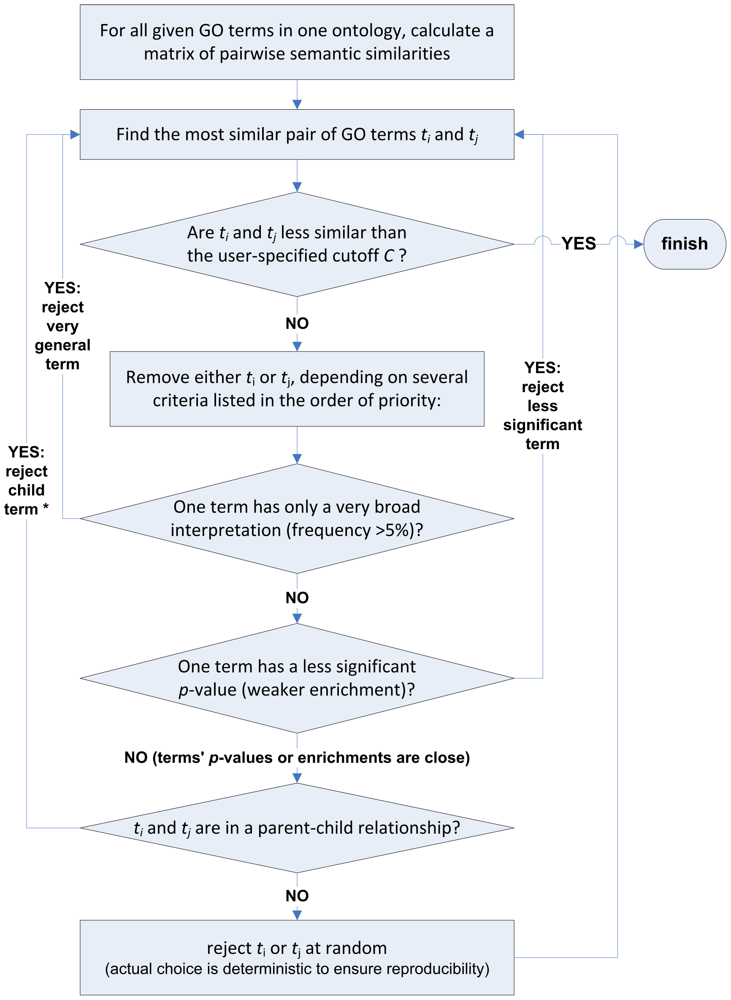 For all given GO terms in one ontology, calculate a
matrix of pairwise semantic similarities
Find the most similar pair of GO terms ti and tj
Are ti and tj less similar than
the user-specified cutoff C ?
YES
finish
YES:
reject
very
general
term
NO
Remove either ti or tj, depending on several
criteria listed in the order of priority:
YES:
reject
less
significant
term
YES:
reject
child
term *
One term has only a very broad
interpretation (frequency >5%)?
NO
One term has a less significant
p-value (weaker enrichment)?
NO (terms' p-values or enrichments are close)
ti and tj are in a parent-child relationship?
NO
reject ti or tj at random
(actual choice is deterministic to ensure reproducibility)